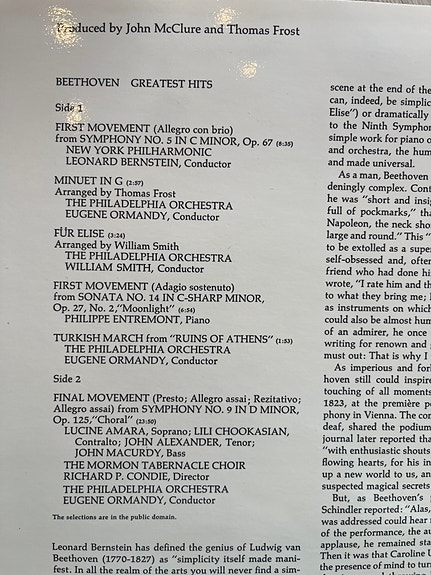 Produced by John McClure and Thomas Frost
BEETHOVEN GREATEST HITS
Side 1
FIRST MOVEMENT (Allegro con brio)
from SYMPHONY NO. 5 IN C MINOR, Op. 67 (8:35)
NEW YORK PHILHARMONIC
LEONARD BERNSTEIN, Conductor
MINUET IN G (2:57)
Arranged by Thomas Frost
THE PHILADELPHIA ORCHESTRA
EUGENE ORMANDY, Conductor
FÜR ELISE (3:24)
Arranged by William Smith
THE PHILADELPHIA ORCHESTRA
WILLIAM SMITH, Conductor
FIRST MOVEMENT (Adagio sostenuto)
from SONATA NO. 14 IN C-SHARP MINOR,
Op. 27, No. 2,"Moonlight" (6:54)
PHILIPPE ENTREMONT, Piano
TURKISH MARCH from "RUINS OF ATHENS" (1:53)
THE PHILADELPHIA ORCHESTRA
EUGENE ORMANDY, Conductor
Side 2
FINAL MOVEMENT (Presto; Allegro assai; Rezitativo;
Allegro assai) from SYMPHONY NO. 9 IN D MINOR,
Op. 125,"Choral" (23:50)
LUCINE AMARA, Soprano; LILI CHOOKASIAN,
Contralto; JOHN ALEXANDER, Tenor;
JOHN MACURDY, Bass
THE MORMON TABERNACLE CHOIR
RICHARD P. CONDIE, Director
THE PHILADELPHIA ORCHESTRA
EUGENE ORMANDY, Conductor
The selections are in the public domain.
Leonard Bernstein has defined the genius of Ludwig van
Beethoven (1770-1827) as "simplicity itself made mani-
fest. In all the realm of the arts you will never find a sim-
scene at the end of the
can, indeed, be simplic
Elise") or dramatically
to the Ninth Symphon
simple work for piano o
and orchestra, the hum
and made universal.
As a man, Beethoven
deningly complex. Cont
he was "short and insig
full of pockmarks," tha
Napoleon, the neck sho
large and round." This "
to be extolled as a supe
self-obsessed and, often
friend who had done hi
wrote, "I rate him and th
to what they bring me; I
as instruments on which
could also be almost hum
of an admirer, he once
writing for renown and
must out: That is why I
As imperious and forb
hoven still could inspire
touching of all moments
1823, at the première pe
phony in Vienna. The con
deaf, shared the podium
journal later reported tha
"with enthusiastic shouts
flowing hearts, for his in
up a new world to us, an
suspected magical secrets
But, as Beethoven's
Schindler reported: "Alas,
was addressed could hear n
of the performance, the au
applause, he remained sta
Then it was that Caroline U
the presence of mind to turn